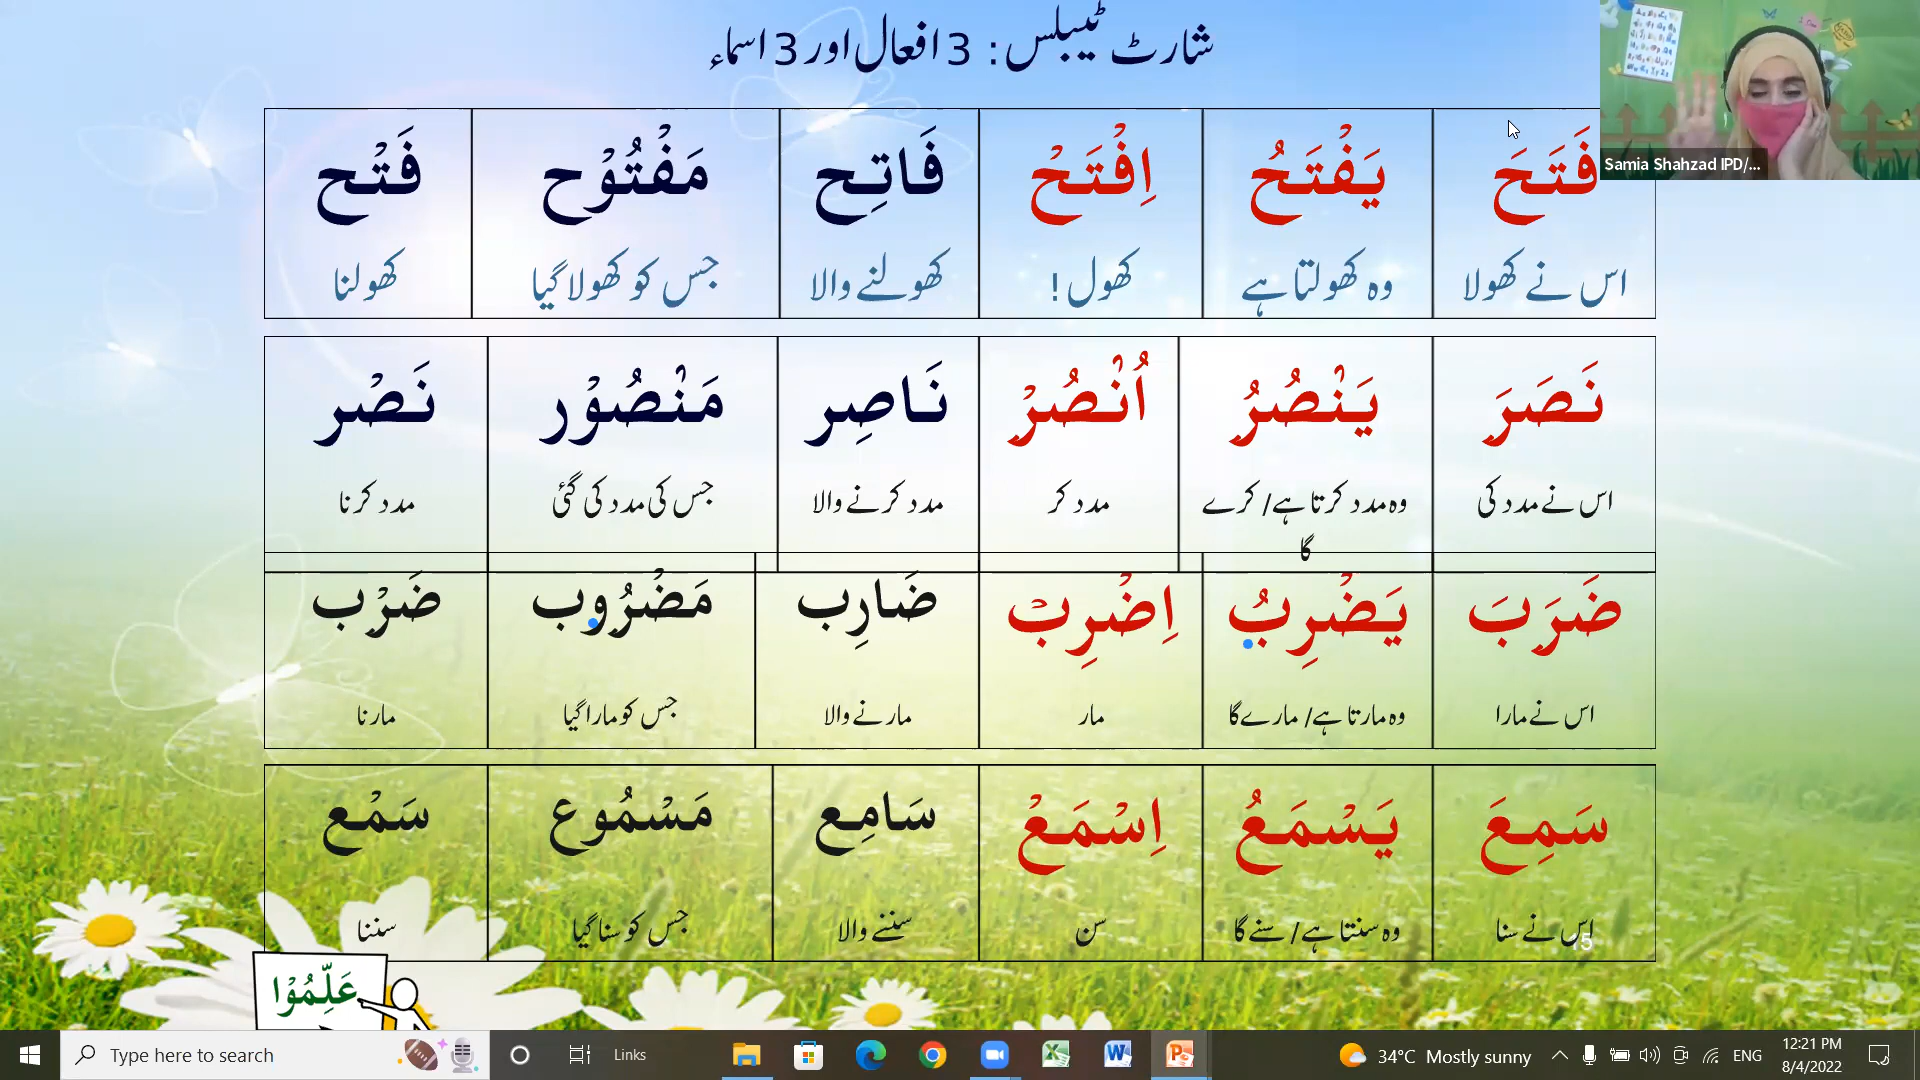 شارٹ ٹیبلس: 3 افعال اور 3 اسماء
Samia Shahzad IPD/...
فَتَحَ يَفْتَحُ اِفْتَحْ فَاتِح مَفْتُوْح فَتْح
اس نے کھولا وہ کھولتا ہے کھول! کھولنے والا جس کو کھولا گیا کھولنا
نَصَرَ يَنْصُرُ اُنْصُرْ نَاصِر مَنْصُوْر نَصْر
اس نے مدد کی وہ مدد کرتا ہے/ کرے مدد کر مدد کرنے والا جس کی مدد کی گئی مدد کرنا
گا
ضَرَبَ يَضْرِبُ اِضْرِبْ ضَارِب مَضْرُوب ضَرْب
اس نے مارا وہ مارتا ہے/ مارے گا مار مارنے والا جس کو مارا گیا مارنا
سَمِعَ يَسْمَعُ اِسْمَعْ سَامِع مَسْمُوع سَمْع
اس نے سنا وہ سنتا ہے/ سنے گا سن سننے والا جس کو سنا گیا سننا
15
عَلِّمُوْا
Type here to search
Links
34°C Mostly sunny
ENG
12:21 PM
8/4/2022